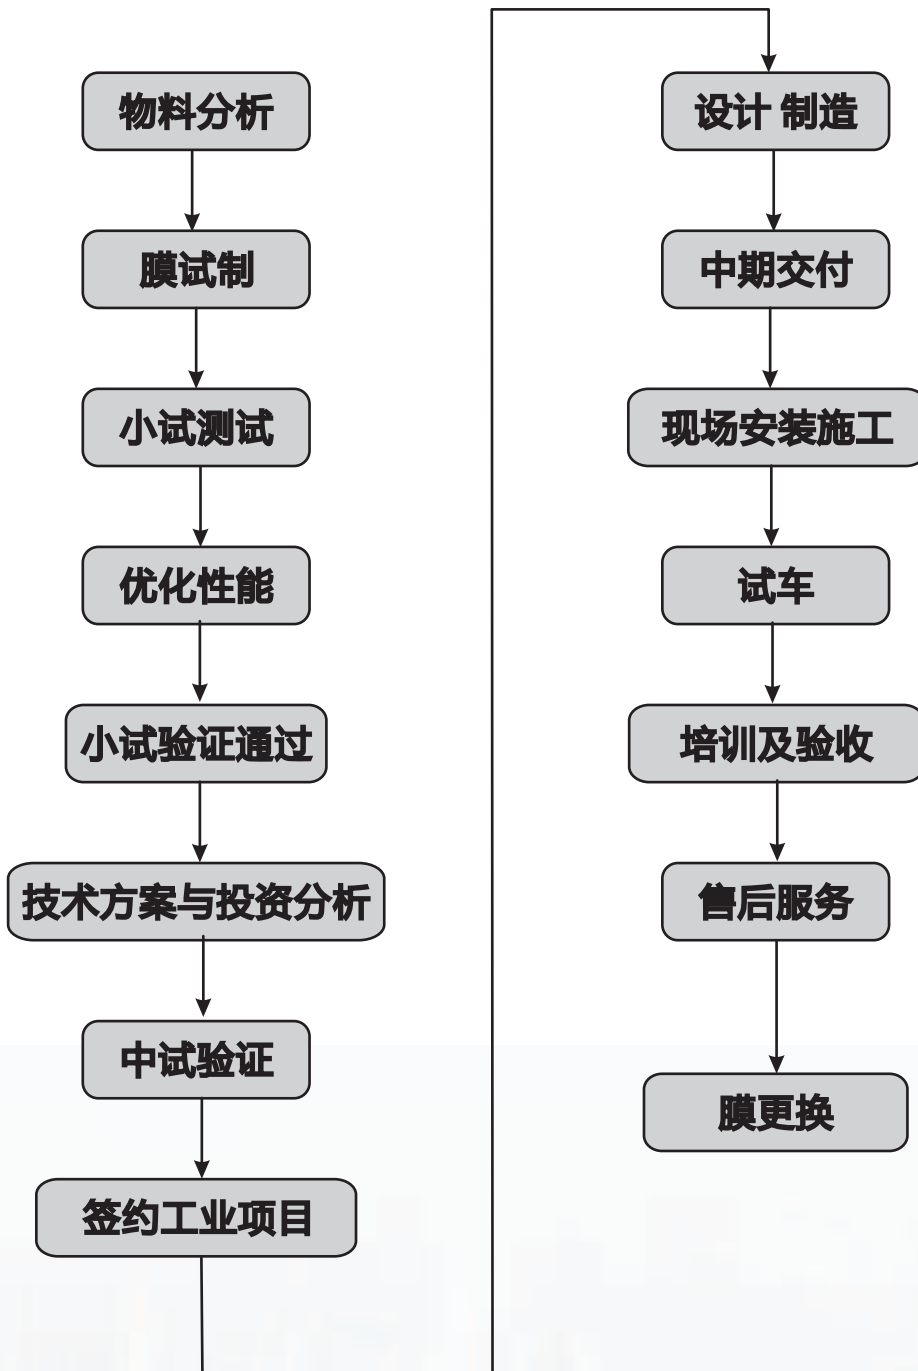 物料分析
膜试制
小试测试
优化性能
小试验证通过
技术方案与投资分析
中试验证
签约工业项目
设计 制造
中期交付
现场安装施工
试车
培训及验收
售后服务
膜更换